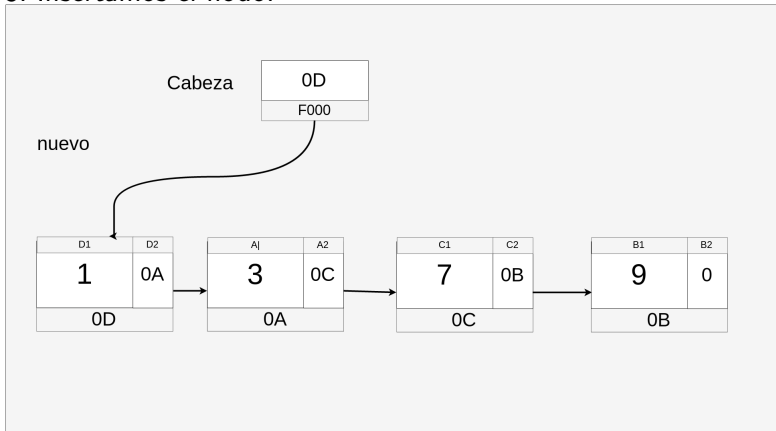 Cabeza
0D
F000
nuevo
D1 D2 A| A2 C1 C2 B1 B2
1 0A 3 0C 7 0B 9 0
0D 0A 0C 0B